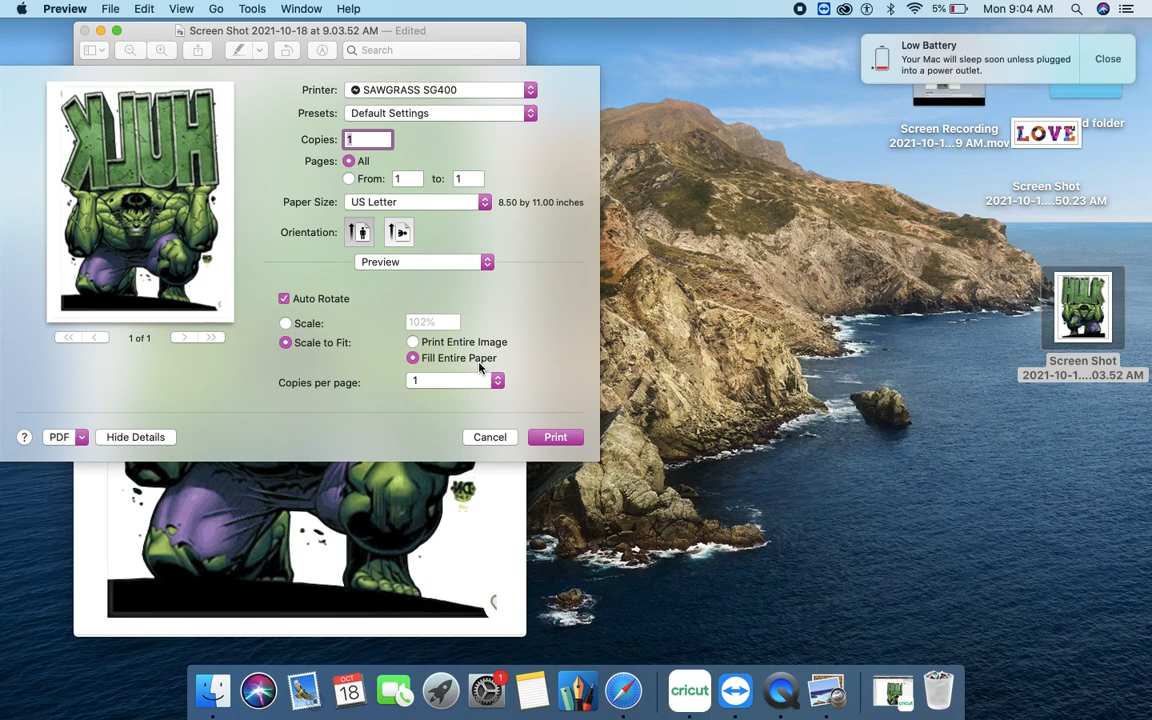 Preview File Edit View Go Tools Window Help 5% Mon 9:04 AM
Screen Shot 2021-10-18 at 9.03.52 AM — Edited
Search
Low Battery
Your Mac will sleep soon unless plugged
into a power outlet.
Close
Printer: SAWGRASS SG400
Presets: Default Settings
Copies: 1
Pages: All
From: 1 to: 1
Paper Size: US Letter 8.50 by 11.00 inches
Orientation:
Preview
Auto Rotate
Scale: 102%
Scale to Fit: Print Entire Image
Fill Entire Paper
Copies per page: 1
1 of 1
? PDF Hide Details Cancel Print
HULK
Screen Recording
2021-10-1...9 AM.mov
d folder
LOVE
Screen Shot
2021-10-1....50.23 AM
HULK
Screen Shot
2021-10-1....03.52 AM
OCT
18
1
cricut